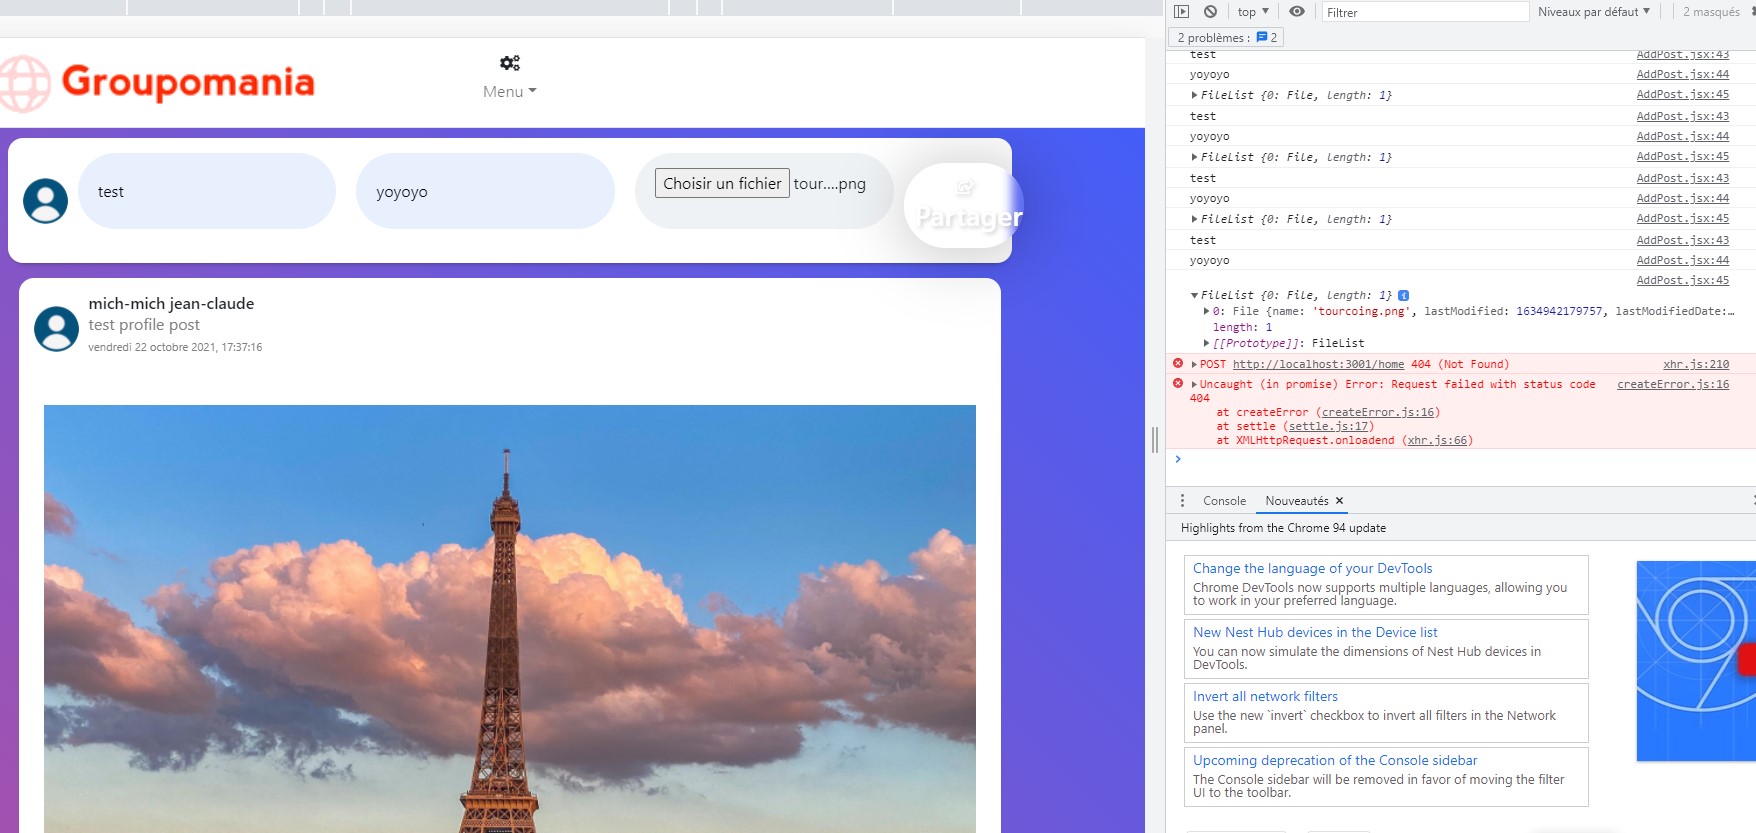 Groupomania
Menu
test
yoyoyo
Choisir un fichier tour....png
Partager
mich-mich jean-claude
test profile post
vendredi 22 octobre 2021, 17:37:16
top
Filtrer
Niveaux par défaut
2 masqués
2 problèmes : 2
test AddPost.jsx:43
yoyoyo AddPost.jsx:44
FileList {0: File, length: 1} AddPost.jsx:45
test AddPost.jsx:43
yoyoyo AddPost.jsx:44
FileList {0: File, length: 1} AddPost.jsx:45
test AddPost.jsx:43
yoyoyo AddPost.jsx:44
FileList {0: File, length: 1} AddPost.jsx:45
test AddPost.jsx:43
yoyoyo AddPost.jsx:44
AddPost.jsx:45
FileList {0: File, length: 1}
0: File {name: 'tourcoing.png', lastModified: 1634942179757, lastModifiedDate:…
length: 1
[[Prototype]]: FileList
POST http://localhost:3001/home 404 (Not Found) xhr.js:210
Uncaught (in promise) Error: Request failed with status code createError.js:16
404
at createError (createError.js:16)
at settle (settle.js:17)
at XMLHttpRequest.onloadend (xhr.js:66)
Console
Nouveautés
Highlights from the Chrome 94 update
Change the language of your DevTools
Chrome DevTools now supports multiple languages, allowing you
to work in your preferred language.
New Nest Hub devices in the Device list
You can now simulate the dimensions of Nest Hub devices in
DevTools.
Invert all network filters
Use the new `invert` checkbox to invert all filters in the Network
panel.
Upcoming deprecation of the Console sidebar
The Console sidebar will be removed in favor of moving the filter
UI to the toolbar.